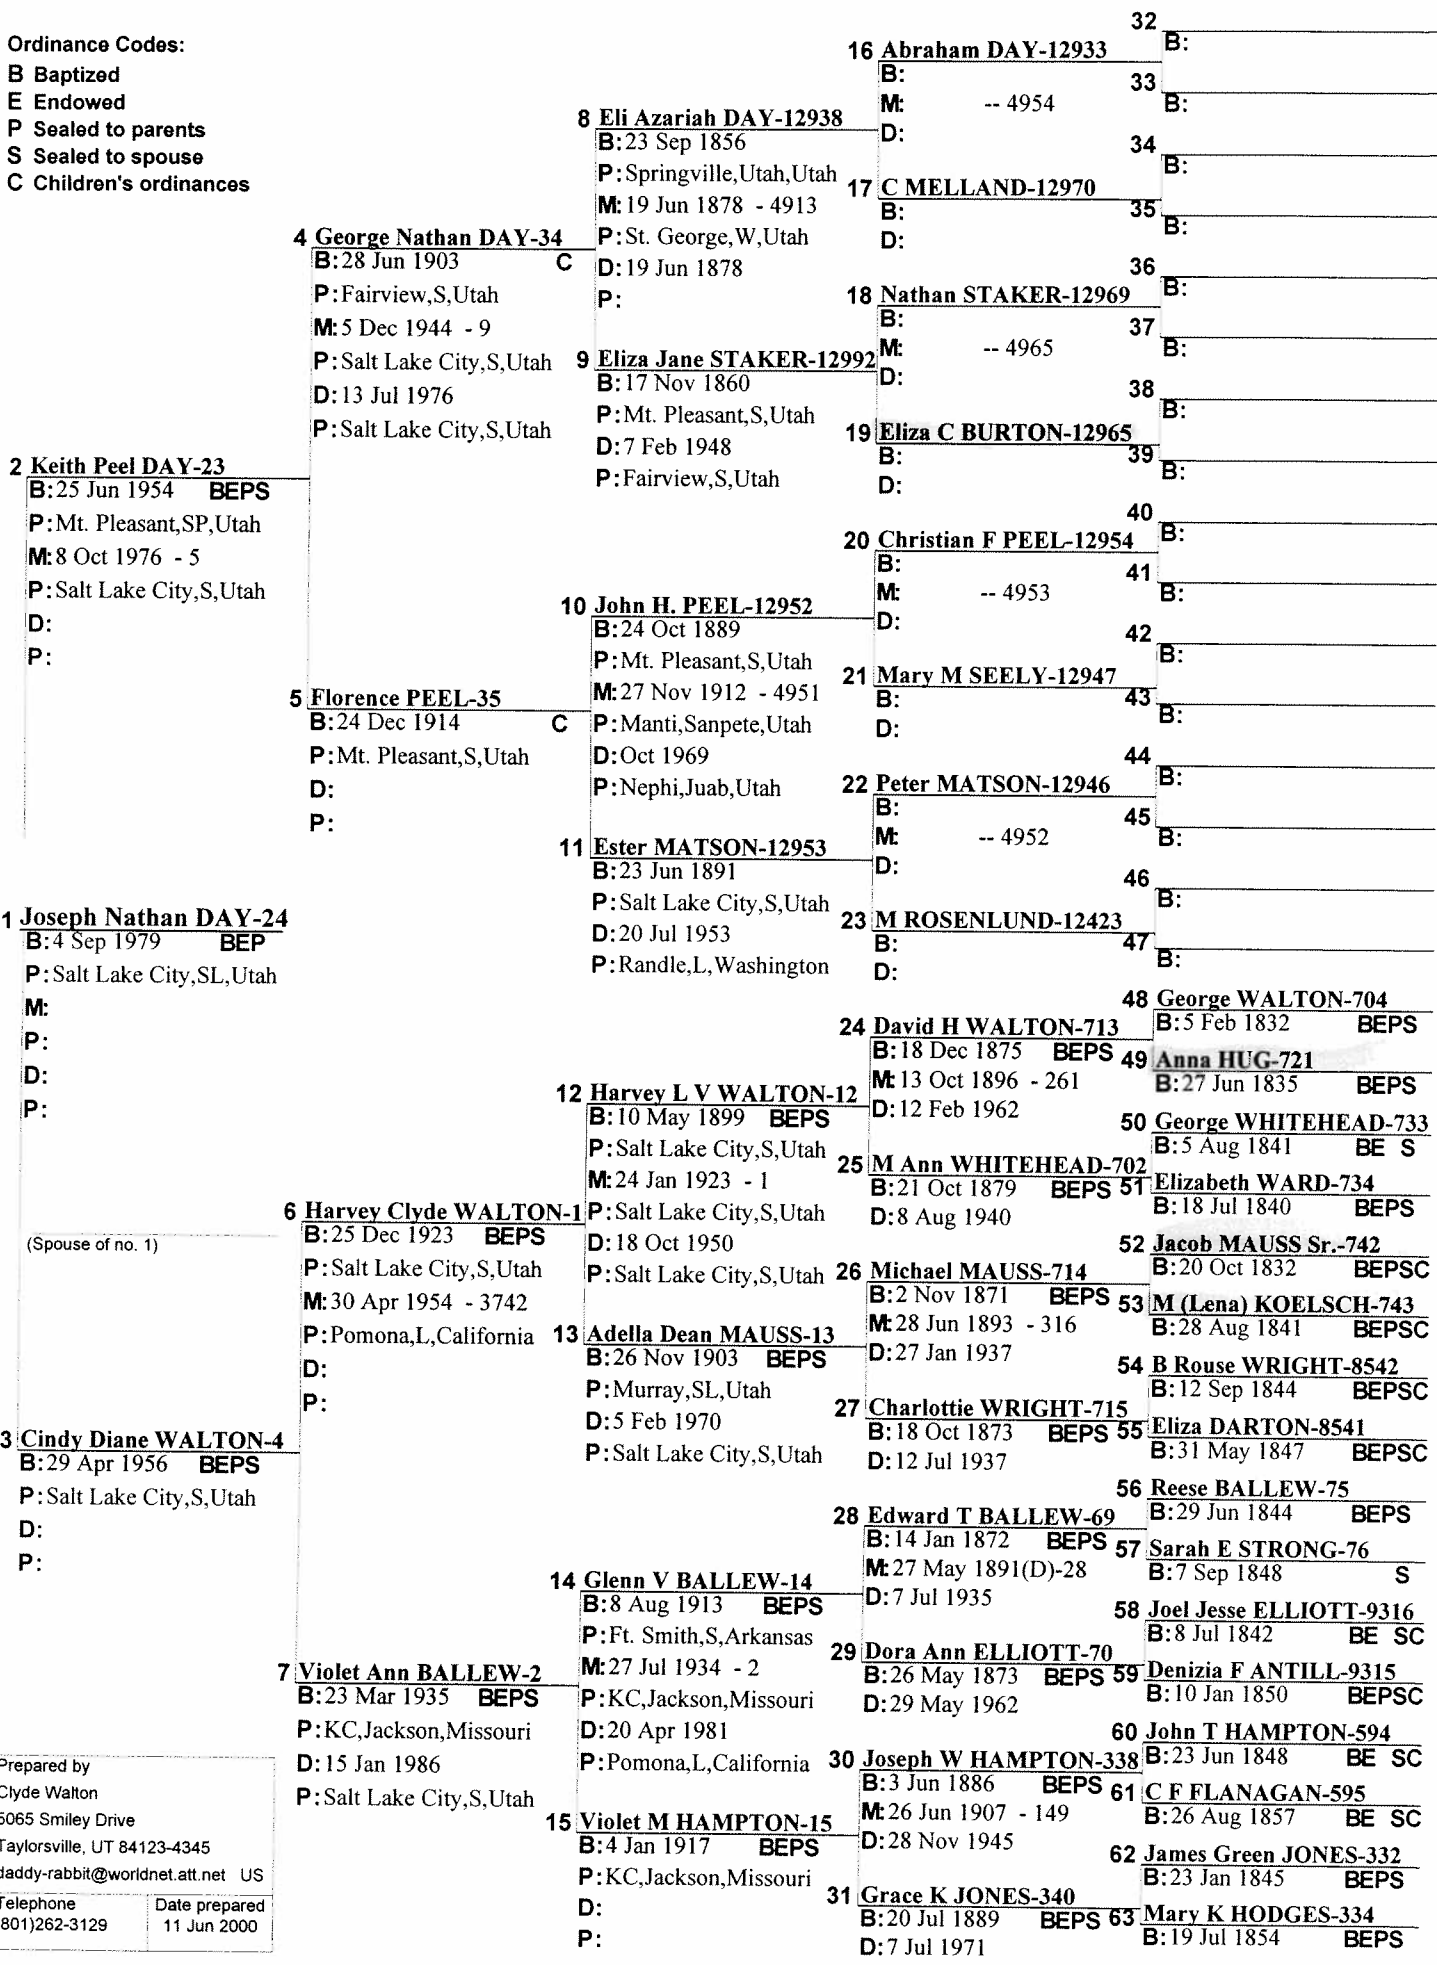 Ordinance Codes:
B Baptized
E Endowed
P Sealed to parents
S Sealed to spouse
C Children's ordinances
1 Joseph Nathan DAY-24
B: 4 Sep 1979 BEP
P: Salt Lake City,SL,Utah
M:
P:
D:
P:
(Spouse of no. 1)
2 Keith Peel DAY-23
B: 25 Jun 1954 BEPS
P: Mt. Pleasant,SP,Utah
M: 8 Oct 1976 - 5
P: Salt Lake City,S,Utah
D:
P:
3 Cindy Diane WALTON-4
B: 29 Apr 1956 BEPS
P: Salt Lake City,S,Utah
D:
P:
4 George Nathan DAY-34
B: 28 Jun 1903 C
P: Fairview,S,Utah
M: 5 Dec 1944 - 9
P: Salt Lake City,S,Utah
D: 13 Jul 1976
P: Salt Lake City,S,Utah
5 Florence PEEL-35
B: 24 Dec 1914 C
P: Mt. Pleasant,S,Utah
D:
P:
6 Harvey Clyde WALTON-1
B: 25 Dec 1923 BEPS
P: Salt Lake City,S,Utah
M: 30 Apr 1954 - 3742
P: Pomona,L,California
D:
P:
7 Violet Ann BALLEW-2
B: 23 Mar 1935 BEPS
P: KC,Jackson,Missouri
D: 15 Jan 1986
P: Salt Lake City,S,Utah
8 Eli Azariah DAY-12938
B: 23 Sep 1856
P: Springville,Utah,Utah
M: 19 Jun 1878 - 4913
P: St. George,W,Utah
D: 19 Jun 1878
P:
9 Eliza Jane STAKER-12992
B: 17 Nov 1860
P: Mt. Pleasant,S,Utah
D: 7 Feb 1948
P: Fairview,S,Utah
10 John H. PEEL-12952
B: 24 Oct 1889
P: Mt. Pleasant,S,Utah
M: 27 Nov 1912 - 4951
P: Manti,Sanpete,Utah
D: Oct 1969
P: Nephi,Juab,Utah
11 Ester MATSON-12953
B: 23 Jun 1891
P: Salt Lake City,S,Utah
D: 20 Jul 1953
P: Randle,L,Washington
12 Harvey L V WALTON-12
B: 10 May 1899 BEPS
P: Salt Lake City,S,Utah
M: 24 Jan 1923 - 1
P: Salt Lake City,S,Utah
D: 18 Oct 1950
P: Salt Lake City,S,Utah
13 Adella Dean MAUSS-13
B: 26 Nov 1903 BEPS
P: Murray,SL,Utah
D: 5 Feb 1970
P: Salt Lake City,S,Utah
14 Glenn V BALLEW-14
B: 8 Aug 1913 BEPS
P: Ft. Smith,S,Arkansas
M: 27 Jul 1934 - 2
P: KC,Jackson,Missouri
D: 20 Apr 1981
P: Pomona,L,California
15 Violet M HAMPTON-15
B: 4 Jan 1917 BEPS
P: KC,Jackson,Missouri
D:
P:
16 Abraham DAY-12933
B:
M: -- 4954
D:
17 C MELLAND-12970
B:
D:
18 Nathan STAKER-12969
B:
M: -- 4965
D:
19 Eliza C BURTON-12965
B:
D:
20 Christian F PEEL-12954
B:
M: -- 4953
D:
21 Mary M SEELY-12947
B:
D:
22 Peter MATSON-12946
B:
M: -- 4952
D:
23 M ROSENLUND-12423
B:
D:
24 David H WALTON-713
B: 18 Dec 1875 BEPS
M: 13 Oct 1896 - 261
D: 12 Feb 1962
25 M Ann WHITEHEAD-702
B: 21 Oct 1879 BEPS
D: 8 Aug 1940
26 Michael MAUSS-714
B: 2 Nov 1871 BEPS
M: 28 Jun 1893 - 316
D: 27 Jan 1937
27 Charlottie WRIGHT-715
B: 18 Oct 1873 BEPS
D: 12 Jul 1937
28 Edward T BALLEW-69
B: 14 Jan 1872 BEPS
M: 27 May 1891(D)-28
D: 7 Jul 1935
29 Dora Ann ELLIOTT-70
B: 26 May 1873 BEPS
D: 29 May 1962
30 Joseph W HAMPTON-338
B: 3 Jun 1886 BEPS
M: 26 Jun 1907 - 149
D: 28 Nov 1945
31 Grace K JONES-340
B: 20 Jul 1889 BEPS
D: 7 Jul 1971
32
B:
33
B:
34
B:
35
B:
36
B:
37
B:
38
B:
39
B:
40
B:
41
B:
42
B:
43
B:
44
B:
45
B:
46
B:
47
B:
48 George WALTON-704
B: 5 Feb 1832 BEPS
49 Anna HUG-721
B: 27 Jun 1835 BEPS
50 George WHITEHEAD-733
B: 5 Aug 1841 BE S
51 Elizabeth WARD-734
B: 18 Jul 1840 BEPS
52 Jacob MAUSS Sr.-742
B: 20 Oct 1832 BEPSC
53 M (Lena) KOELSCH-743
B: 28 Aug 1841 BEPSC
54 B Rouse WRIGHT-8542
B: 12 Sep 1844 BEPSC
55 Eliza DARTON-8541
B: 31 May 1847 BEPSC
56 Reese BALLEW-75
B: 29 Jun 1844 BEPS
57 Sarah E STRONG-76
B: 7 Sep 1848 S
58 Joel Jesse ELLIOTT-9316
B: 8 Jul 1842 BE SC
59 Denizia F ANTILL-9315
B: 10 Jan 1850 BEPSC
60 John T HAMPTON-594
B: 23 Jun 1848 BE SC
61 C F FLANAGAN-595
B: 26 Aug 1857 BE SC
62 James Green JONES-332
B: 23 Jan 1845 BEPS
63 Mary K HODGES-334
B: 19 Jul 1854 BEPS
Prepared by
Clyde Walton
5065 Smiley Drive
Taylorsville, UT 84123-4345
daddy-rabbit@worldnet.att.net US
Telephone
801)262-3129
Date prepared
11 Jun 2000